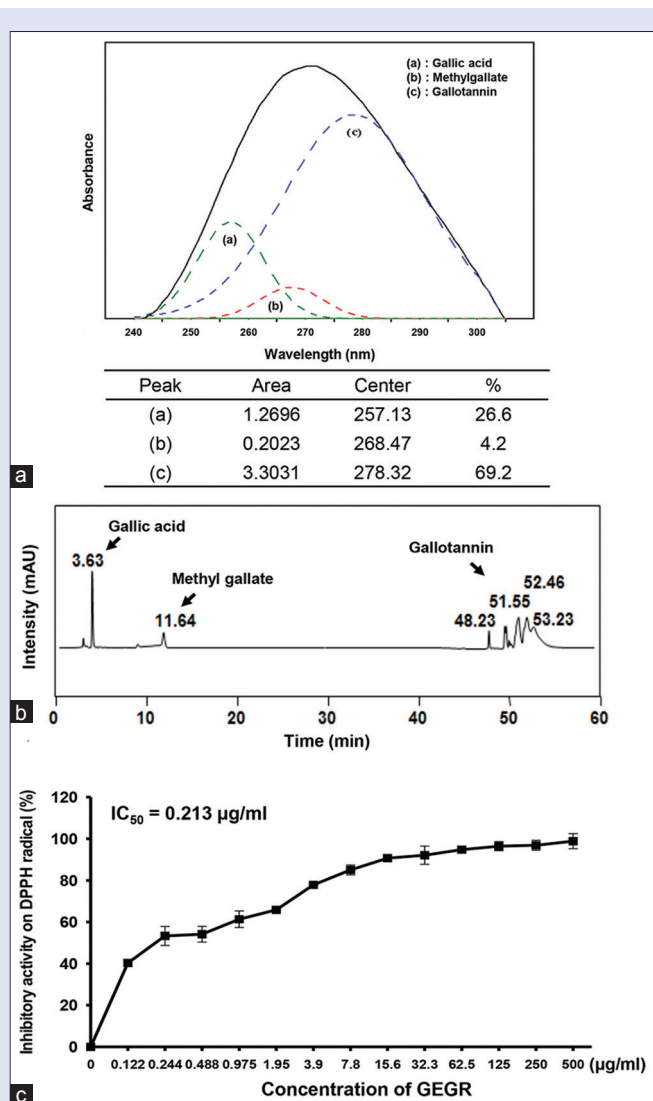 (a) : Gallic acid
(b) : Methylgallate
(c) : Gallotannin
Absorbance
(c)
(a)
(b)
240 250 260 270 280 290 300
Wavelength (nm)
Peak Area Center %
(a) 1.2696 257.13 26.6
(b) 0.2023 268.47 4.2
(c) 3.3031 278.32 69.2
a
Gallic acid
3.63
Methyl gallate
11.64
Gallotannin
52.46
51.55
48.23 53.23
Intensity (mAU)
0 10 20 30 40 50 60
Time (min)
b
IC50 = 0.213 µg/ml
Inhibitory activity on DPPH radical (%)
120
100
80
60
40
20
0
0 0.122 0.244 0.488 0.975 1.95 3.9 7.8 15.6 32.3 62.5 125 250 500 (µg/ml)
Concentration of GEGR
c